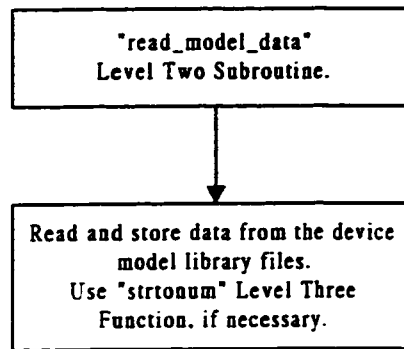 "read_model_data"
Level Two Subroutine.
Read and store data from the device
model library files.
Use "strtonum" Level Three
Function, if necessary.